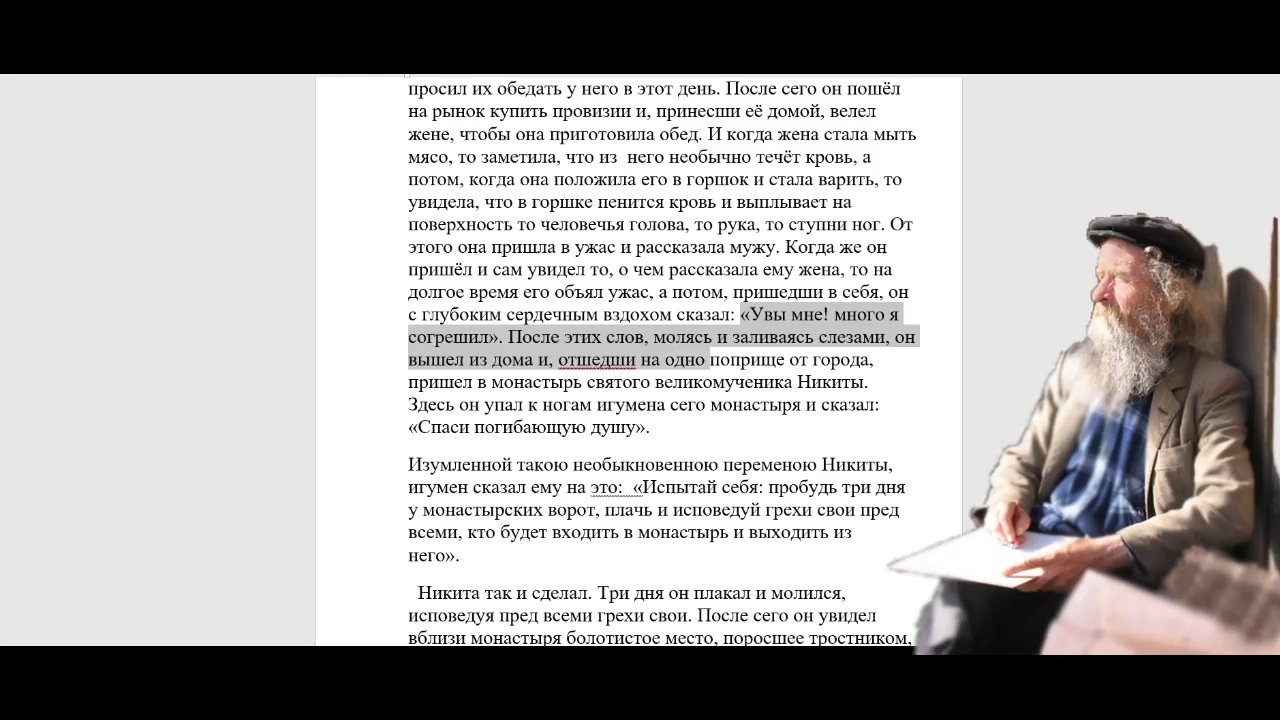 просил их обедать у него в этот день. После сего он пошёл
на рынок купить провизии и, принесши её домой, велел
жене, чтобы она приготовила обед. И когда жена стала мыть
мясо, то заметила, что из  него необычно течёт кровь, а
потом, когда она положила его в горшок и стала варить, то
увидела, что в горшке пенится кровь и выплывает на
поверхность то человечья голова, то рука, то ступни ног. От
этого она пришла в ужас и рассказала мужу. Когда же он
пришёл и сам увидел то, о чем рассказала ему жена, то на
долгое время его объял ужас, а потом, пришедши в себя, он
с глубоким сердечным вздохом сказал: «Увы мне! много я
согрешил». После этих слов, молясь и заливаясь слезами, он
вышел из дома и, отшедши на одно поприще от города,
пришел в монастырь святого великомученика Никиты.
Здесь он упал к ногам игумена сего монастыря и сказал:
«Спаси погибающую душу».
Изумленной такою необыкновенною переменою Никиты,
игумен сказал ему на это:  «Испытай себя: пробудь три дня
у монастырских ворот, плачь и исповедуй грехи свои пред
всеми, кто будет входить в монастырь и выходить из
него».
Никита так и сделал. Три дня он плакал и молился,
исповедуя пред всеми грехи свои. После сего он увидел
вблизи монастыря болотистое место, поросшее тростником,